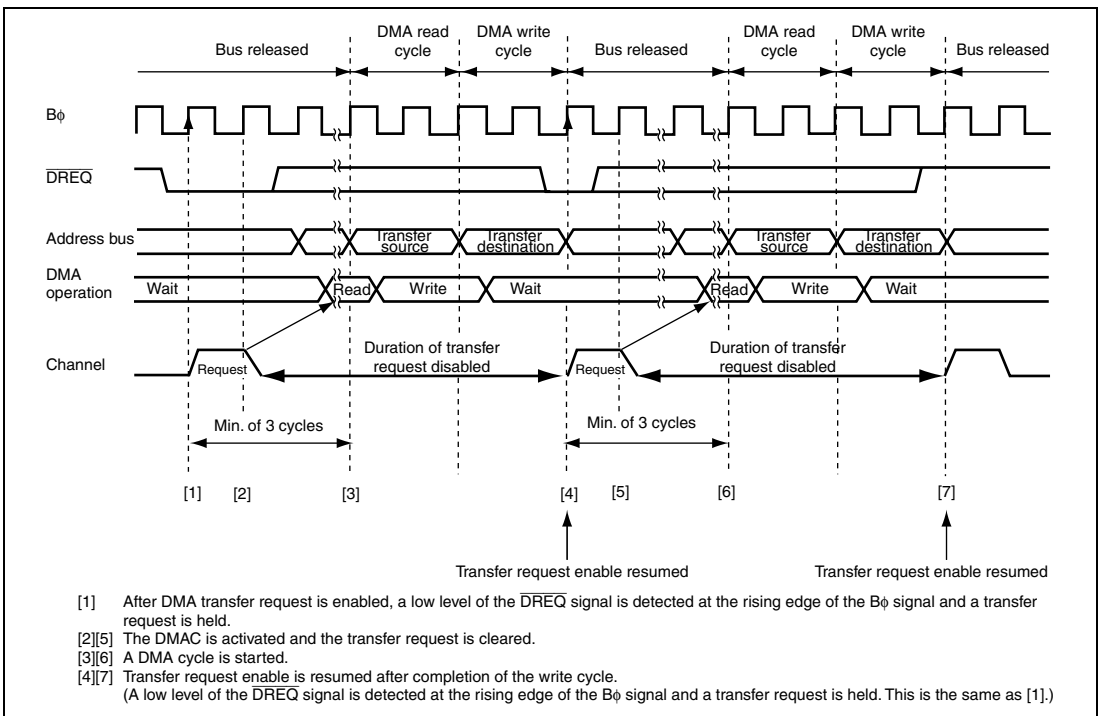 Bus released
DMA read cycle
DMA write cycle
Bus released
DMA read cycle
DMA write cycle
Bus released
Bφ
DREQ
Address bus
Transfer source
Transfer destination
Transfer source
Transfer destination
DMA operation
Wait
Read
Write
Wait
Read
Write
Wait
Channel
Request
Duration of transfer request disabled
Request
Duration of transfer request disabled
Min. of 3 cycles
Min. of 3 cycles
[1]
[2]
[3]
[4]
[5]
[6]
[7]
Transfer request enable resumed
Transfer request enable resumed
[1] After DMA transfer request is enabled, a low level of the DREQ signal is detected at the rising edge of the Bφ signal and a transfer
request is held.
[2][5] The DMAC is activated and the transfer request is cleared.
[3][6] A DMA cycle is started.
[4][7] Transfer request enable is resumed after completion of the write cycle.
(A low level of the DREQ signal is detected at the rising edge of the Bφ signal and a transfer request is held. This is the same as [1].)